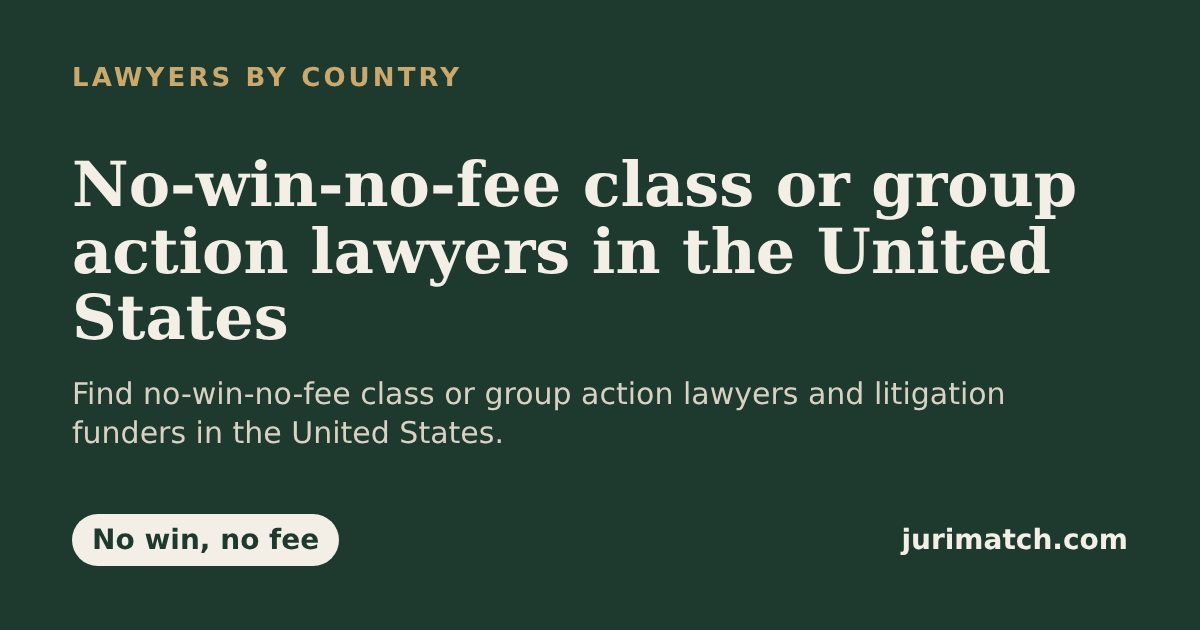 LAWYERS BY COUNTRY
No-win-no-fee class or group
action lawyers in the United
States
Find no-win-no-fee class or group action lawyers and litigation
funders in the United States.
No win, no fee
jurimatch.com